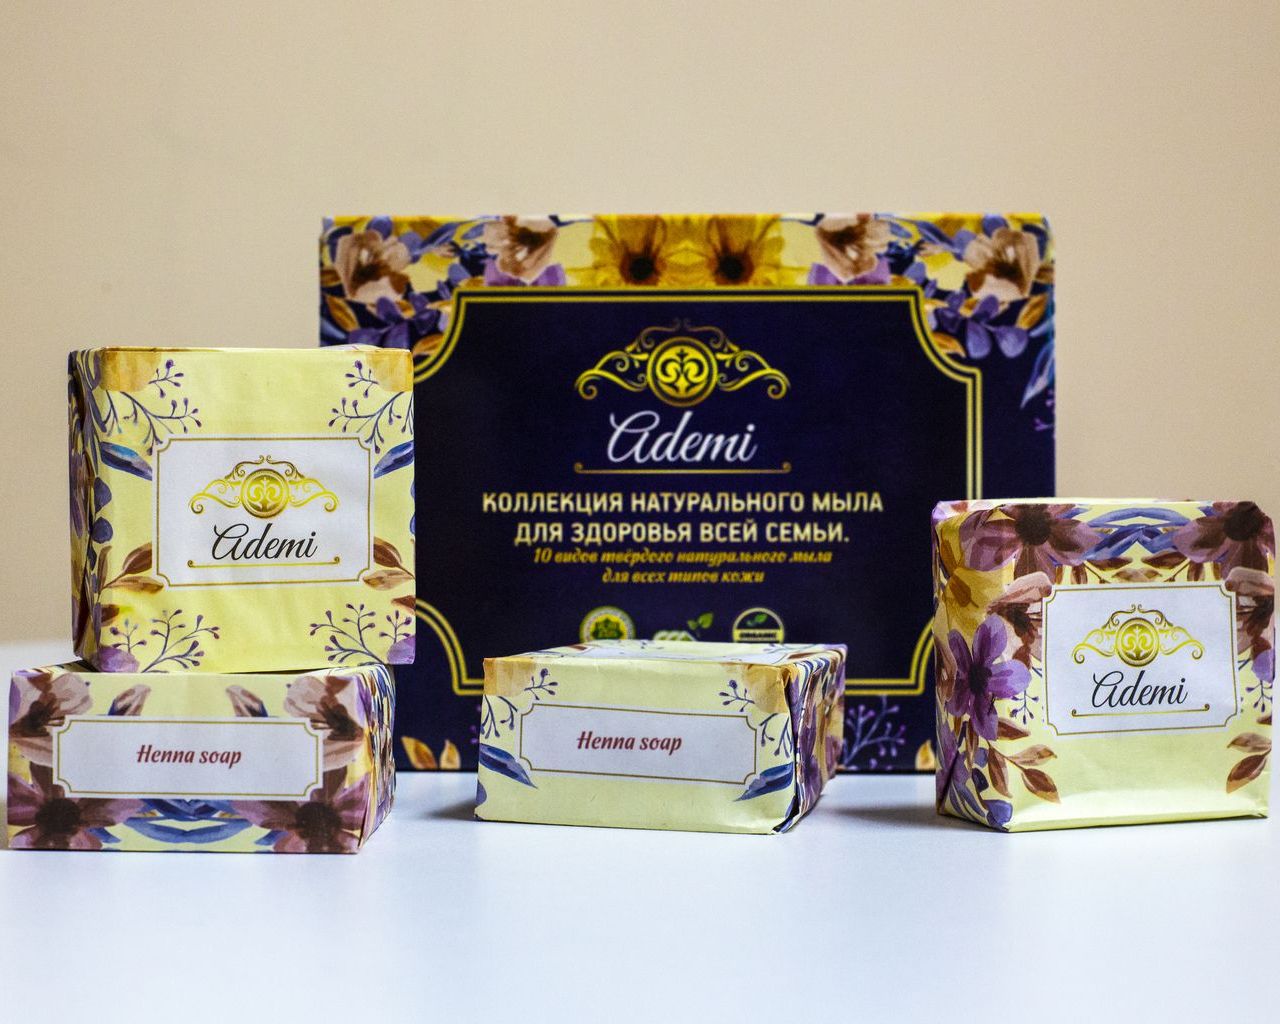 Ademi
КОЛЛЕКЦИЯ НАТУРАЛЬНОГО МЫЛА
ДЛЯ ЗДОРОВЬЯ ВСЕЙ СЕМЬИ.
10 видов твёрдого натурального мыла
для всех типов кожи
ORGANIC
Ademi
Henna soap
Henna soap
Ademi